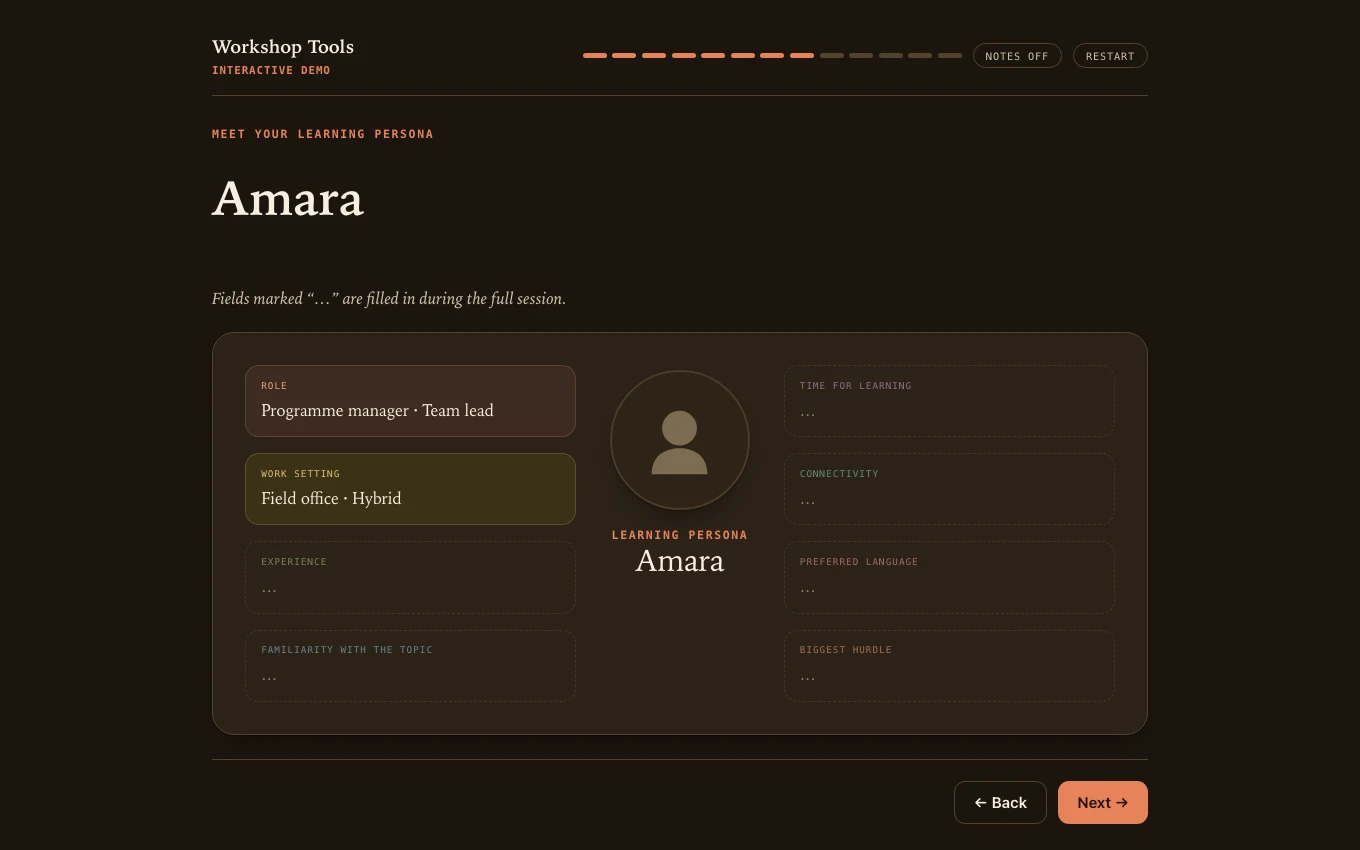 Workshop Tools
INTERACTIVE DEMO
NOTES OFF
RESTART
MEET YOUR LEARNING PERSONA
Amara
Fields marked “…” are filled in during the full session.
ROLE
Programme manager · Team lead
WORK SETTING
Field office · Hybrid
EXPERIENCE
…
FAMILIARITY WITH THE TOPIC
…
LEARNING PERSONA
Amara
TIME FOR LEARNING
…
CONNECTIVITY
…
PREFERRED LANGUAGE
…
BIGGEST HURDLE
…
← Back
Next →